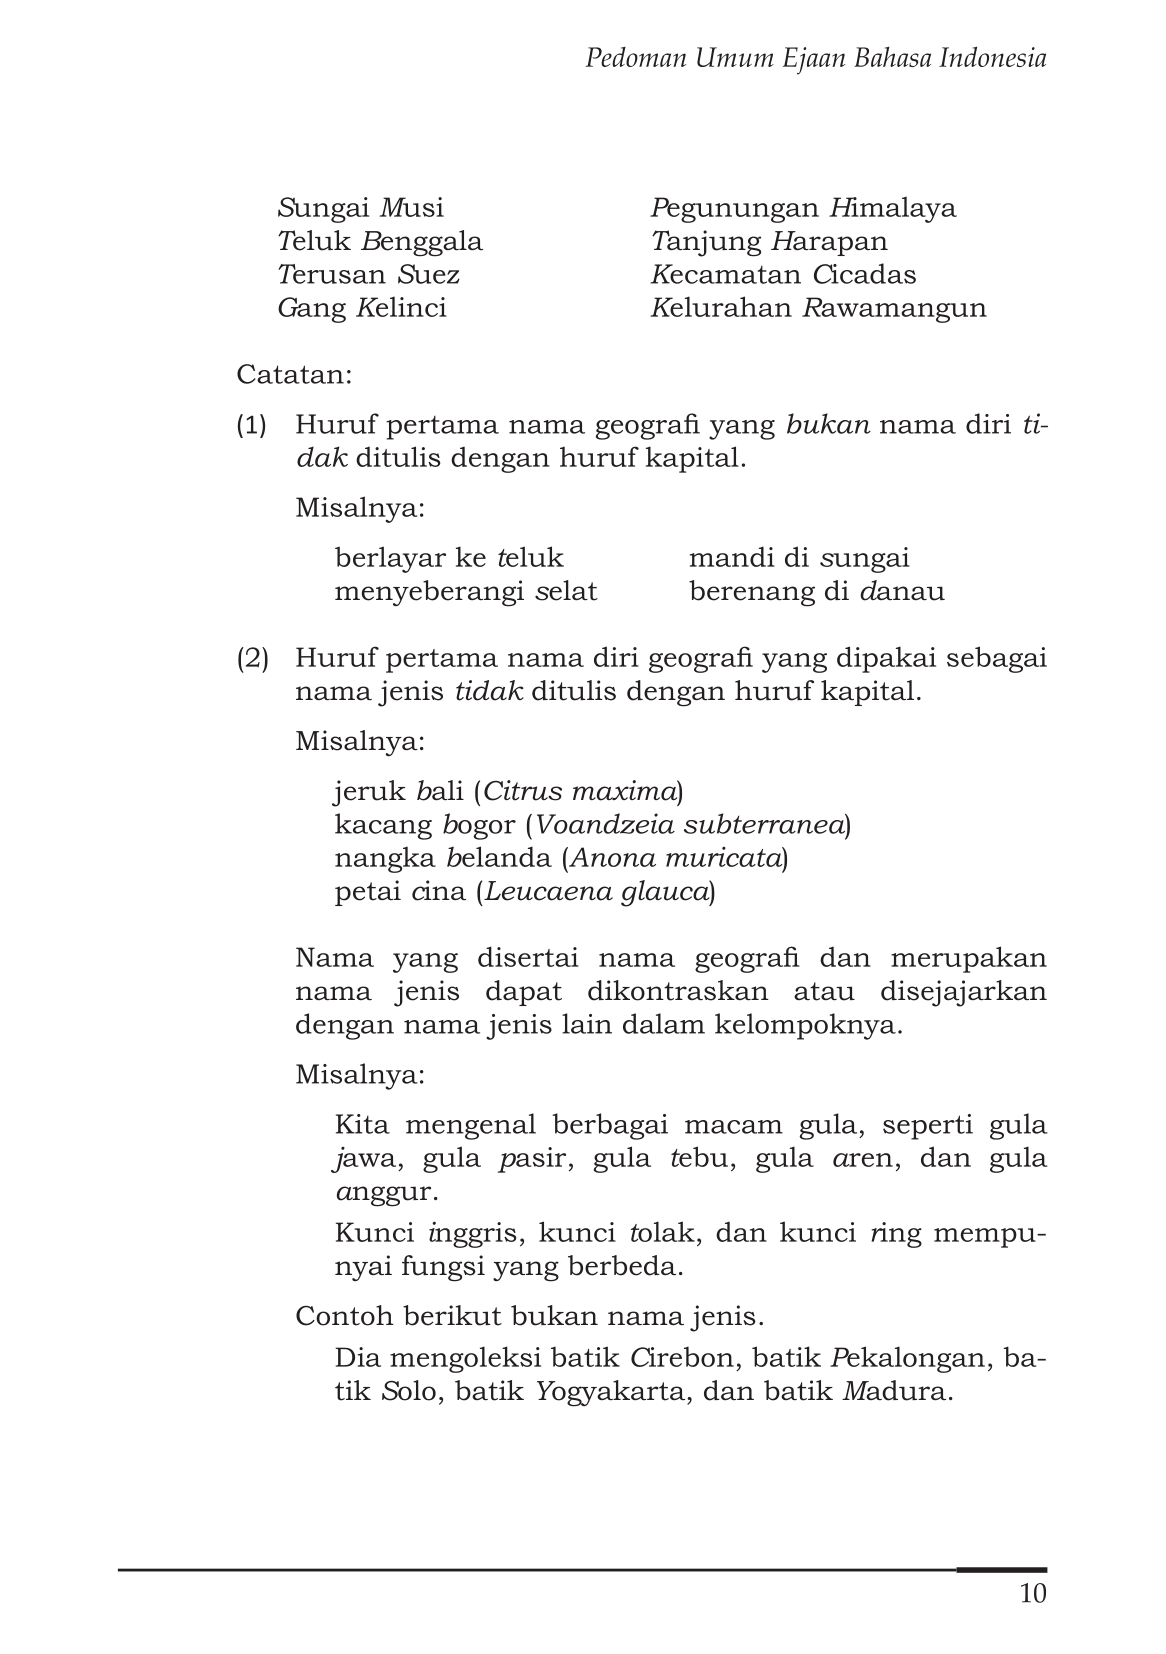 Pedoman Umum Ejaan Bahasa Indonesia
Sungai Musi Pegunungan Himalaya
Teluk Benggala Tanjung Harapan
Terusan Suez Kecamatan Cicadas
Gang Kelinci Kelurahan Rawamangun
Catatan:
(1) Huruf pertama nama geografi yang bukan nama diri ti-
dak ditulis dengan huruf kapital.
Misalnya:
berlayar ke teluk mandi di sungai
menyeberangi selat berenang di danau
(2) Huruf pertama nama diri geografi yang dipakai sebagai
nama jenis tidak ditulis dengan huruf kapital.
Misalnya:
jeruk bali (Citrus maxima)
kacang bogor (Voandzeia subterranea)
nangka belanda (Anona muricata)
petai cina (Leucaena glauca)
Nama yang disertai nama geografi dan merupakan
nama jenis dapat dikontraskan atau disejajarkan
dengan nama jenis lain dalam kelompoknya.
Misalnya:
Kita mengenal berbagai macam gula, seperti gula
jawa, gula pasir, gula tebu, gula aren, dan gula
anggur.
Kunci inggris, kunci tolak, dan kunci ring mempu-
nyai fungsi yang berbeda.
Contoh berikut bukan nama jenis.
Dia mengoleksi batik Cirebon, batik Pekalongan, ba-
tik Solo, batik Yogyakarta, dan batik Madura.
10